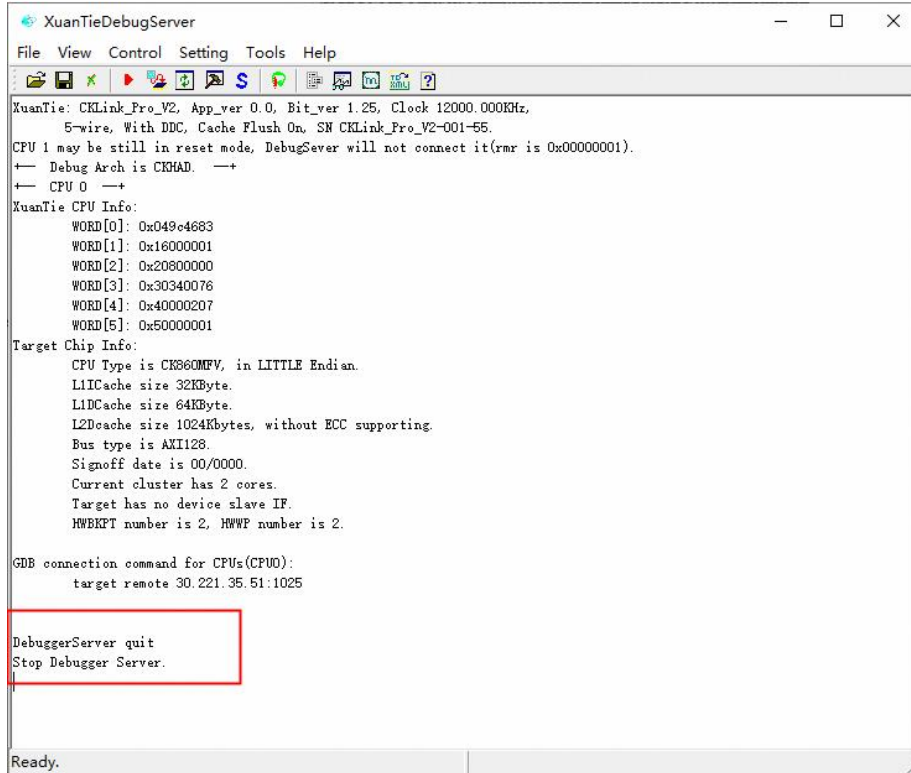 XuanTieDebugServer
File View Control Setting Tools Help
XuanTie: CKLink_Pro_V2, App_ver 0.0, Bit_ver 1.25, Clock 12000.000KHz,
5-wire, With DDC, Cache Flush On, SN CKLink_Pro_V2-001-55.
CPU 1 may be still in reset mode, DebugSever will not connect it(rmr is 0x00000001).
+— Debug Arch is CKHAD. —+
+— CPU 0 —+
XuanTie CPU Info:
WORD[0]: 0x049c4683
WORD[1]: 0x16000001
WORD[2]: 0x20800000
WORD[3]: 0x30340076
WORD[4]: 0x40000207
WORD[5]: 0x50000001
Target Chip Info:
CPU Type is CK860MFV, in LITTLE Endian.
L1ICache size 32KByte.
L1DCache size 64KByte.
L2Dcache size 1024Kbytes, without ECC supporting.
Bus type is AXI128.
Signoff date is 00/0000.
Current cluster has 2 cores.
Target has no device slave IF.
HWBKPT number is 2, HWWP number is 2.
GDB connection command for CPUs(CPU0):
target remote 30.221.35.51:1025
DebuggerServer quit
Stop Debugger Server.
Ready.